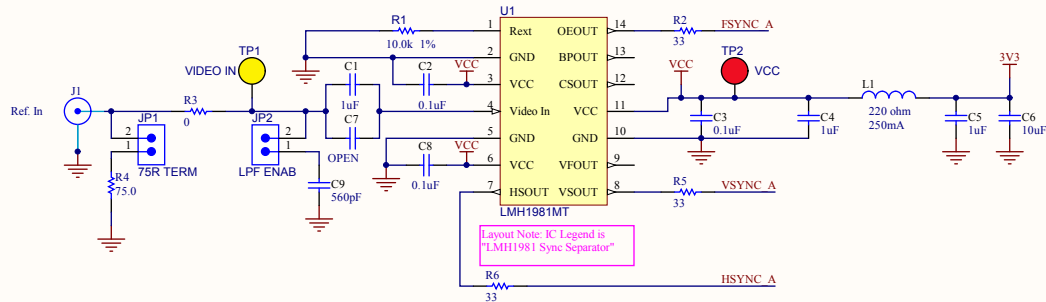 U1
R1
10.0k 1%
1 Rext
2 GND
3 VCC
4 Video In
5 GND
6 VCC
7 HSOUT
OEOUT 14
BPOUT 13
CSOUT 12
VCC 11
GND 10
VFOUT 9
VSOUT 8
LMH1981MT
R2
33
FSYNC_A
TP1
VIDEO IN
C1
1uF
C7
OPEN
C2
0.1uF
VCC
C8
0.1uF
VCC
Ref. In
J1
R3
0
JP1
2
1
75R TERM
R4
75.0
JP2
2
1
LPF ENAB
C9
560pF
VCC
TP2
VCC
C3
0.1uF
C4
1uF
L1
220 ohm
250mA
3V3
C5
1uF
C6
10uF
R5
33
VSYNC_A
Layout Note: IC Legend is
"LMH1981 Sync Separator"
R6
33
HSYNC_A